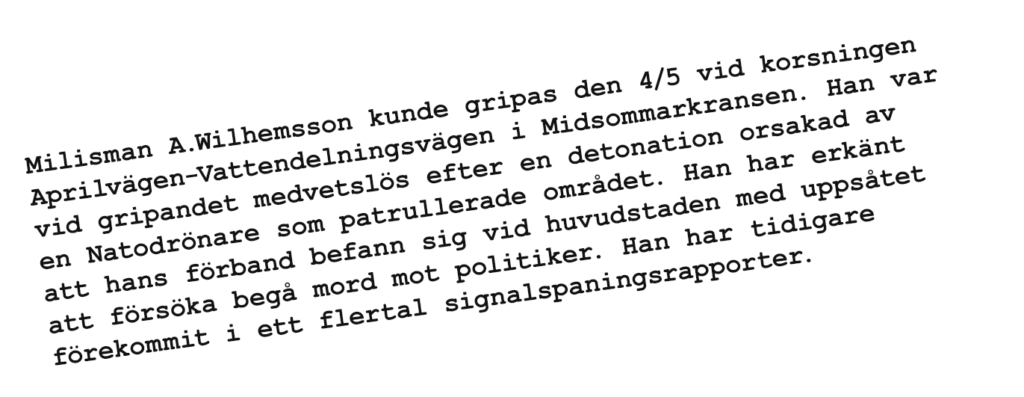 Milisman A.Wilhemsson kunde gripas den 4/5 vid korsningen
Aprilvägen-Vattendelningsvägen i Midsommarkransen. Han var
vid gripandet medvetslös efter en detonation orsakad av
en Natodrönare som patrullerade området. Han har erkänt
att hans förband befann sig vid huvudstaden med uppsåtet
att försöka begå mord mot politiker. Han har tidigare
förekommit i ett flertal signalspaningsrapporter.